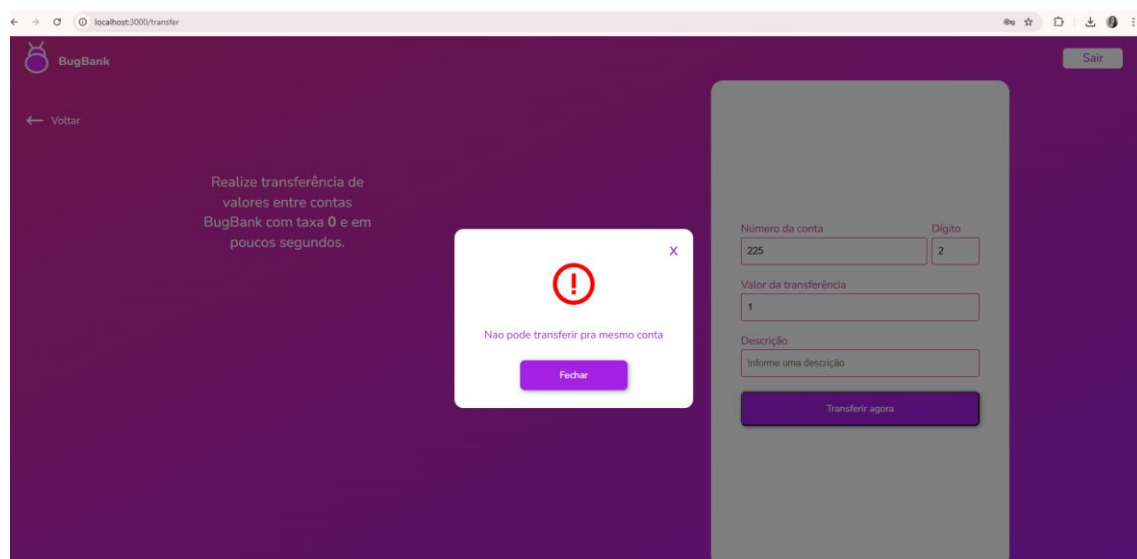 localhost:3000/transfer
BugBank
Sair
Voltar
Realize transferência de
valores entre contas
BugBank com taxa 0 e em
poucos segundos.
X
Nao pode transferir pra mesmo conta
Fechar
Número da conta
Dígito
225
2
Valor da transferência
1
Descrição
Informe uma descrição
Transferir agora